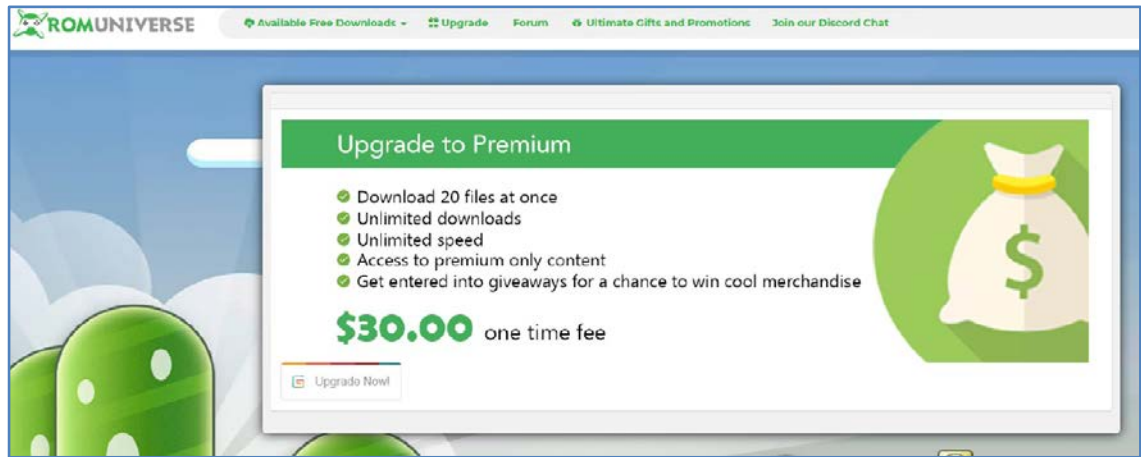 ROMUNIVERSE Available Free Downloads Upgrade Forum Ultimate Gifts and Promotions Join our Discord Chat
Upgrade to Premium
Download 20 files at once
Unlimited downloads
Unlimited speed
Access to premium only content
Get entered into giveaways for a chance to win cool merchandise
$
$30.00 one time fee
Upgrade Now!